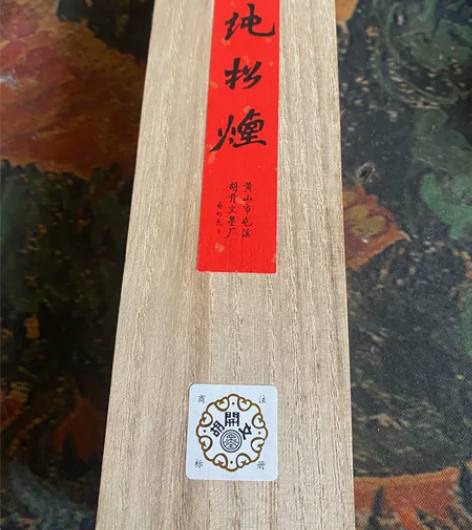 纯松煙
黄山市屯溪
胡开文墨厂
注册
商标
胡開文